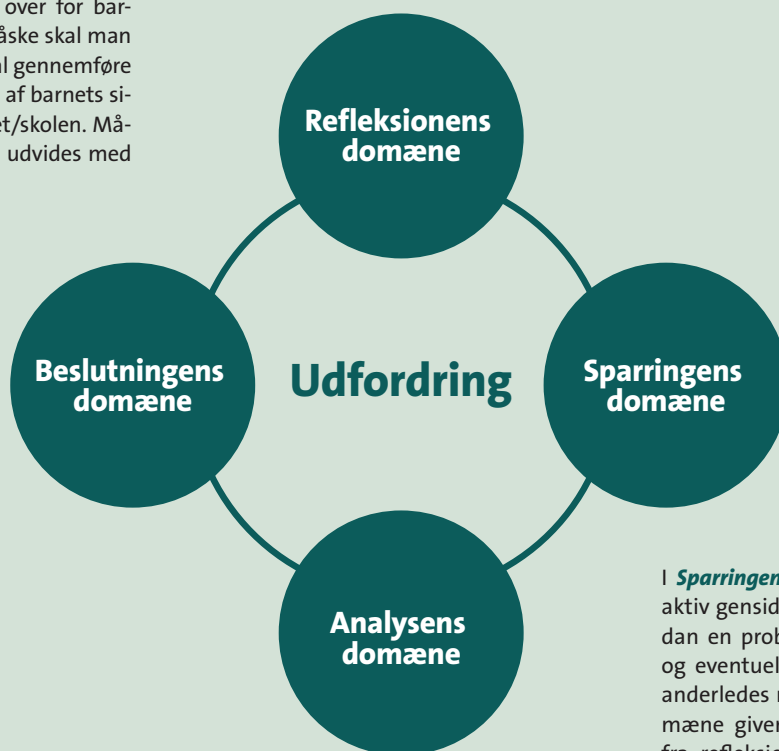 over for bar-
åske skal man
gennemføre
af barnets si-
et/skolen. Må-
udvides med
Refleksionens
domæne
Beslutningens
domæne
Udfordring
Sparringens
domæne
Analysens
domæne
I Sparringen
aktiv gensid
dan en prob
og eventuel
anderledes
mæne giver